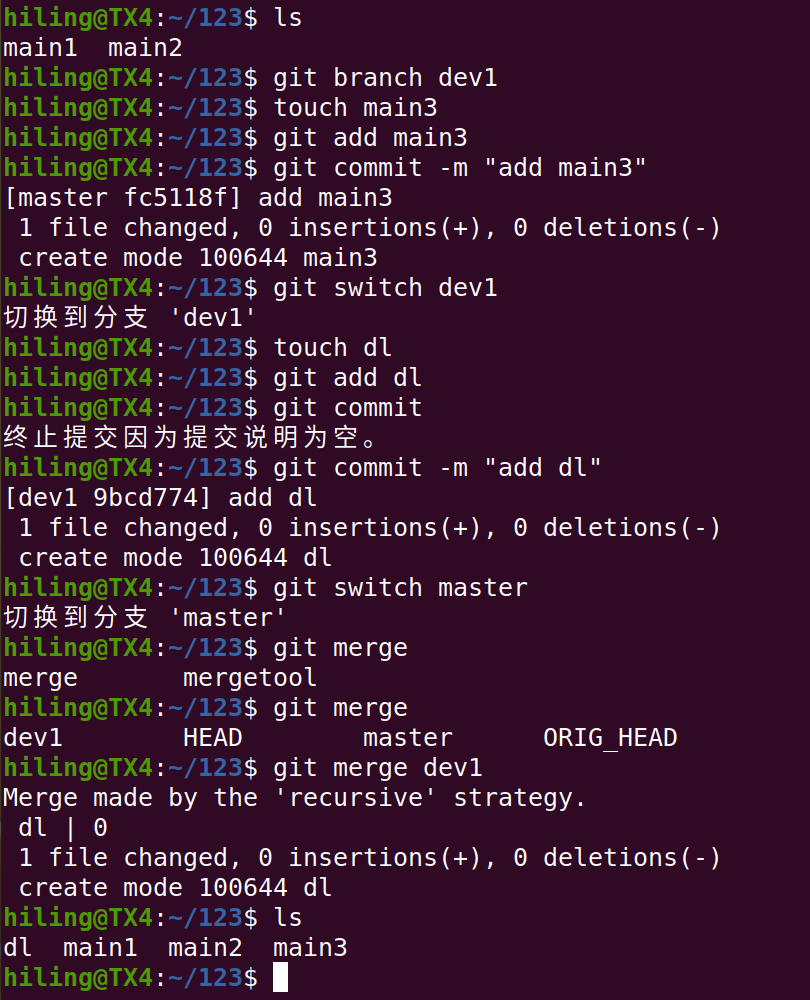 hiling@TX4:~/123$ ls
main1  main2
hiling@TX4:~/123$ git branch dev1
hiling@TX4:~/123$ touch main3
hiling@TX4:~/123$ git add main3
hiling@TX4:~/123$ git commit -m "add main3"
[master fc5118f] add main3
 1 file changed, 0 insertions(+), 0 deletions(-)
 create mode 100644 main3
hiling@TX4:~/123$ git switch dev1
切换到分支 'dev1'
hiling@TX4:~/123$ touch dl
hiling@TX4:~/123$ git add dl
hiling@TX4:~/123$ git commit
终止提交因为提交说明为空。
hiling@TX4:~/123$ git commit -m "add dl"
[dev1 9bcd774] add dl
 1 file changed, 0 insertions(+), 0 deletions(-)
 create mode 100644 dl
hiling@TX4:~/123$ git switch master
切换到分支 'master'
hiling@TX4:~/123$ git merge
merge       mergetool
hiling@TX4:~/123$ git merge
dev1        HEAD        master      ORIG_HEAD
hiling@TX4:~/123$ git merge dev1
Merge made by the 'recursive' strategy.
 dl | 0
 1 file changed, 0 insertions(+), 0 deletions(-)
 create mode 100644 dl
hiling@TX4:~/123$ ls
dl  main1  main2  main3
hiling@TX4:~/123$